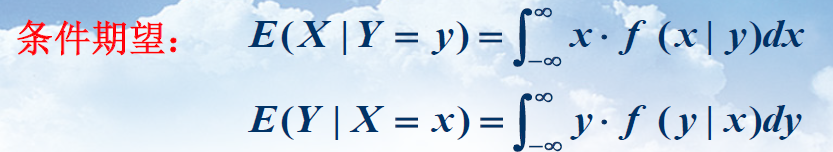 条件期望： E(X | Y = y) = ∫_{-∞}^{∞} x · f (x | y)dx
E(Y | X = x) = ∫_{-∞}^{∞} y · f (y | x)dy